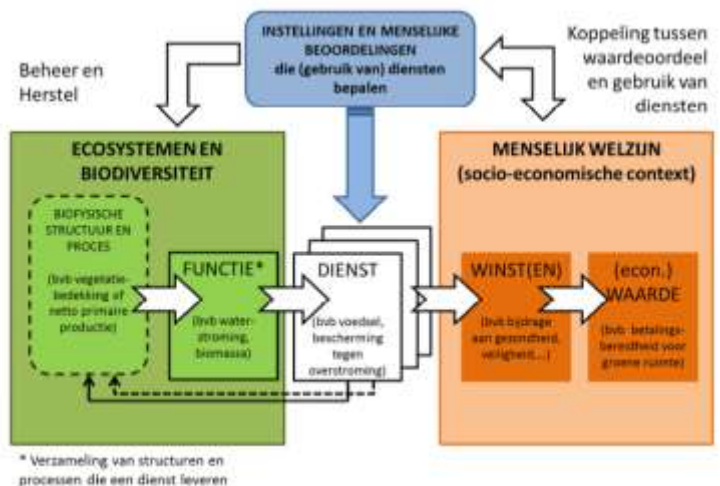 INSTELLINGEN EN MENSELIJKE
BEOORDELINGEN
die (gebruik van) diensten
bepalen
Beheer en
Herstel
Koppeling tussen
waardeoordeel
en gebruik van
diensten
ECOSYSTEMEN EN
BIODIVERSITEIT
MENSELIJK WELZIJN
(socio-economische context)
BIOFYSISCHE
STRUCTUUR EN
PROCES
(bvb vegetatie-
bedekking of
netto primaire
productie)
FUNCTIE*
(bvb water-
stroming,
biomassa)
DIENST
(bvb voedsel,
bescherming
tegen
overstroming)
WINST(EN)
(bvb bijdrage
aan gezondheid,
veiligheid,...)
(econ.)
WAARDE
(bvb betalings-
bereidheid voor
groene ruimte)
* Verzameling van structuren en
processen die een dienst leveren